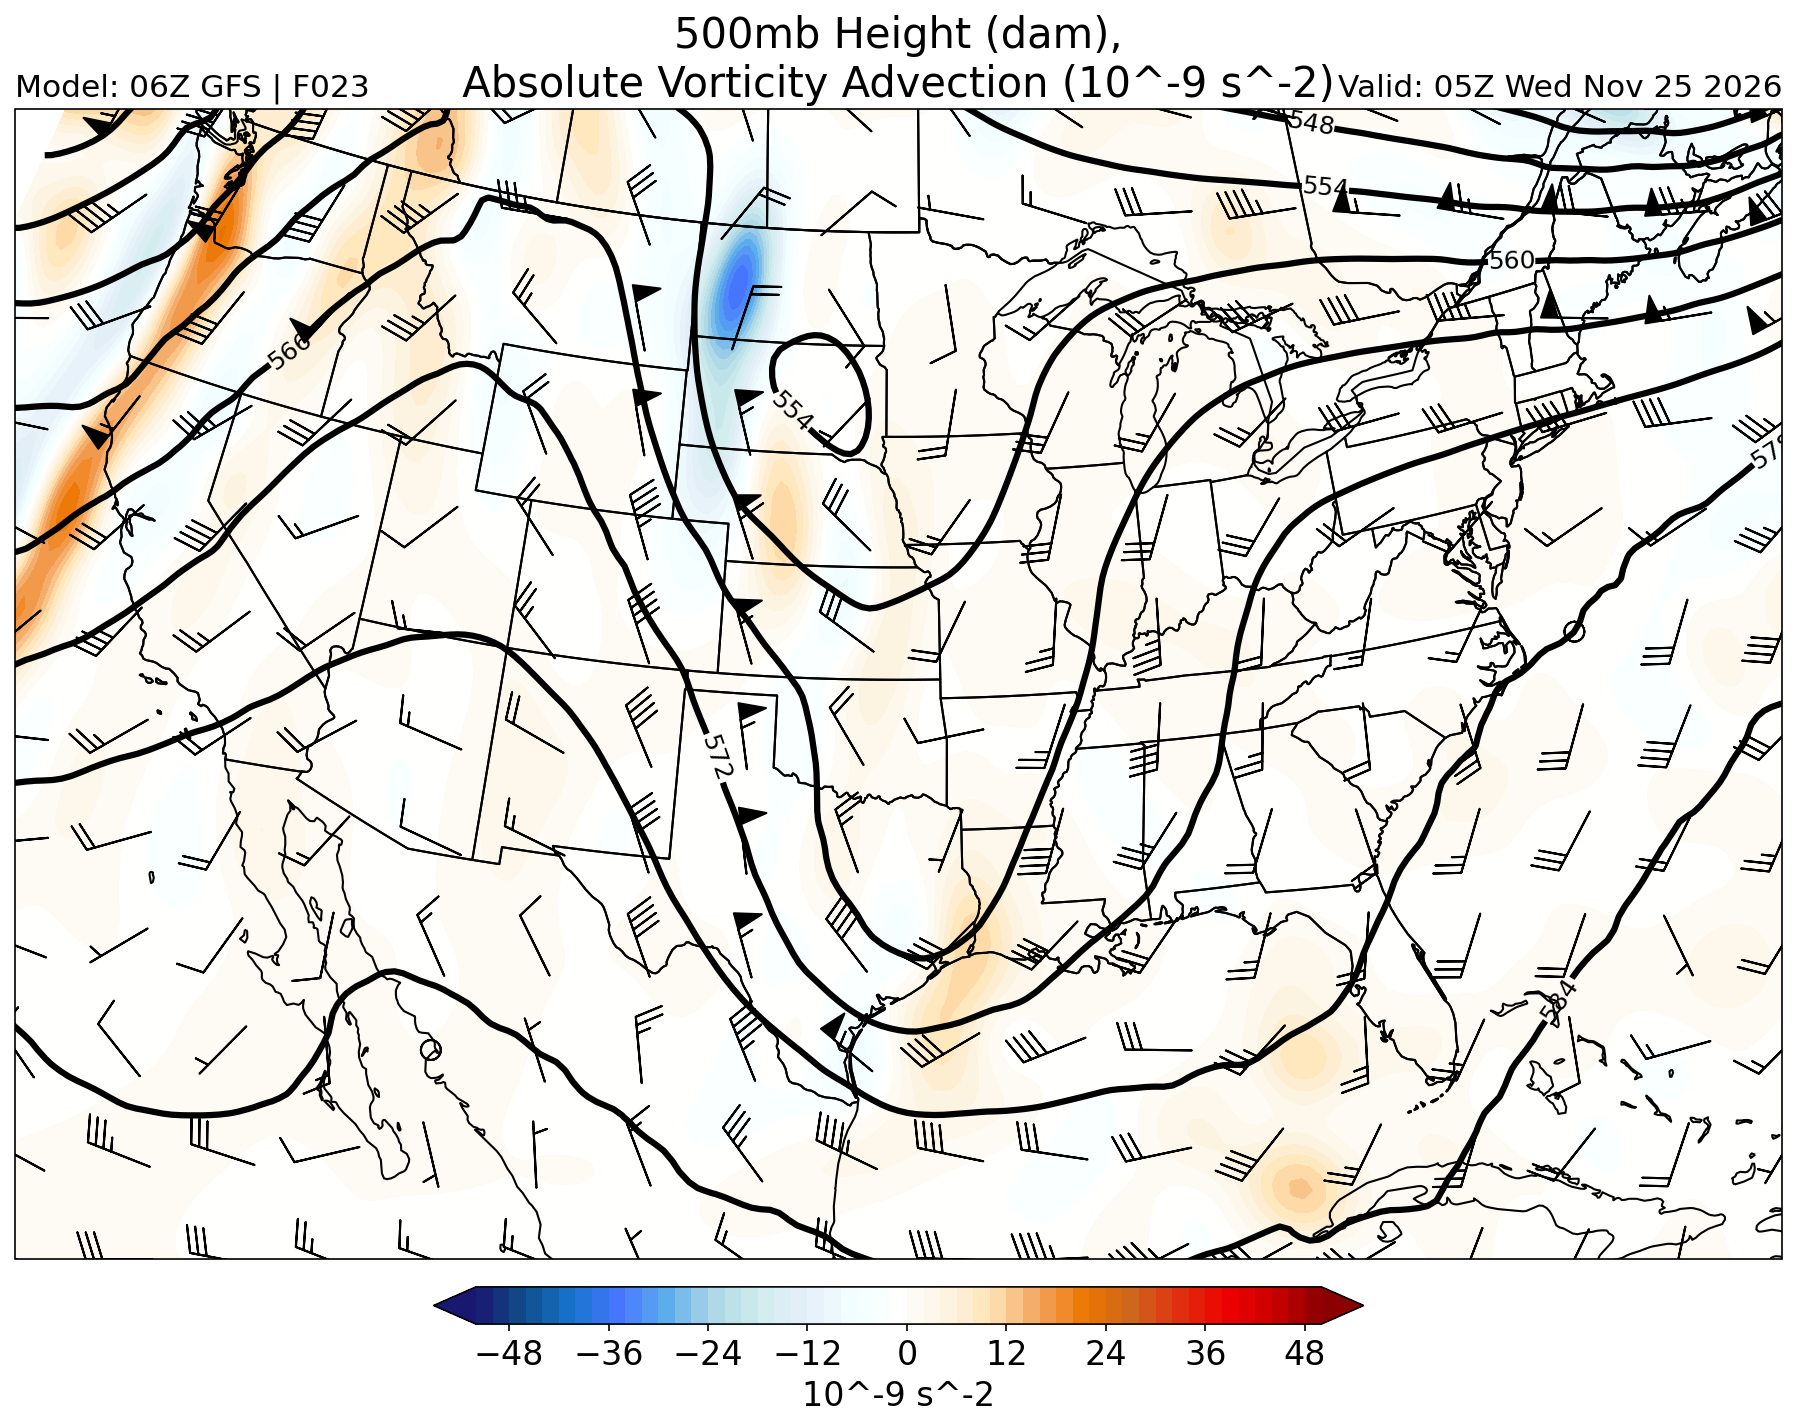 500mb Height (dam),
Model: 06Z GFS | F023
Absolute Vorticity Advection (10^-9 s^-2)
Valid: 05Z Wed Nov 25 2026
548
554
560
566
554
572
584
−48 −36 −24 −12 0 12 24 36 48
10^-9 s^-2